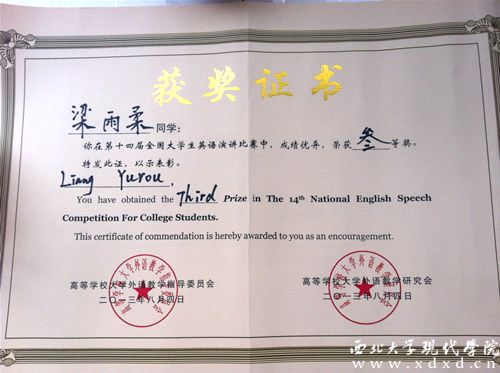 获奖证书
梁雨柔同学：
你在第十四届全国大学生英语演讲比赛中，成绩优异，荣获叁等奖。
特发此证，以示表彰。
Liang Yurou,
You have obtained the Third Prize in The 14th National English Speech
Competition For College Students.
This certificate of commendation is hereby awarded to you as an encouragement.
高等学校大学外语教学指导委员会 高等学校大学外语教学研究会
二〇一三年八月四日 二〇一三年八月四日
西北大学现代学院
www.xdxd.cn